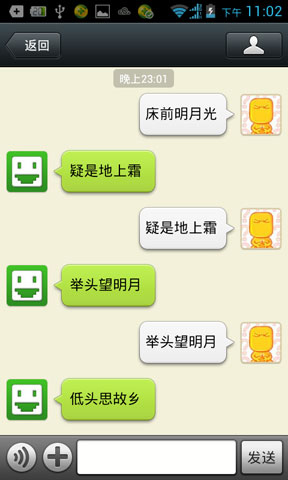 下午 11:02
返回
晚上23:01
床前明月光
疑是地上霜
疑是地上霜
举头望明月
举头望明月
低头思故乡
发送